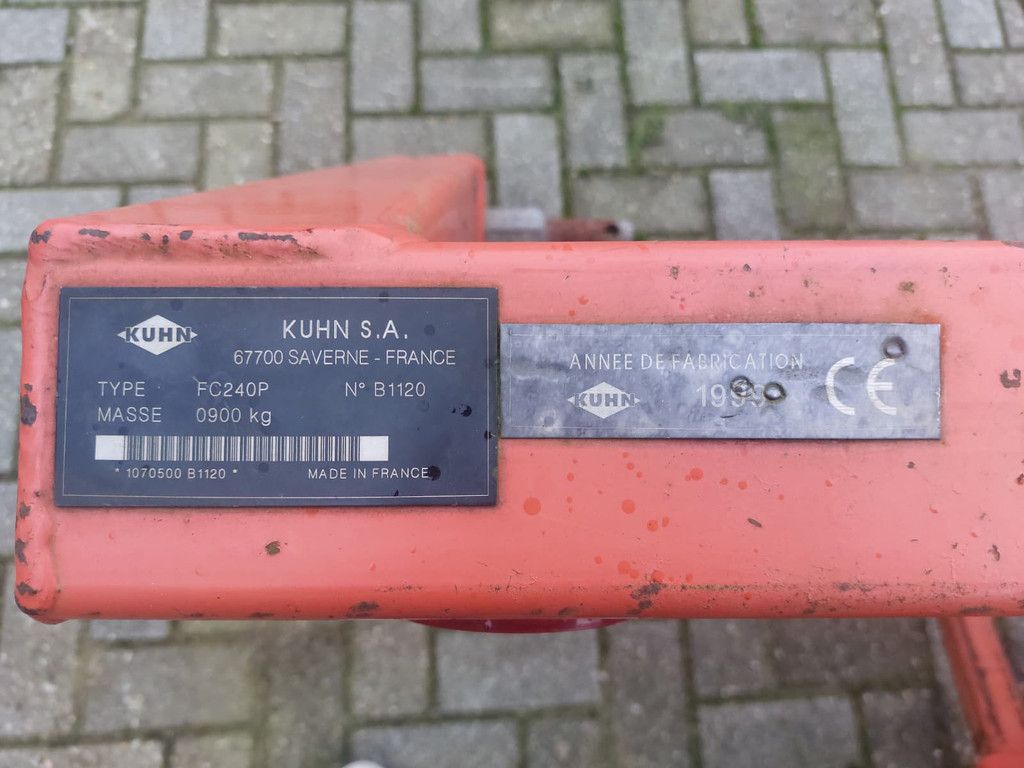 KUHN
KUHN S.A.
67700 SAVERNE - FRANCE
TYPE FC240P N° B1120
MASSE 0900 kg
* 1070500 B1120 *
MADE IN FRANCE
ANNEE DE FABRICATION
KUHN
CE